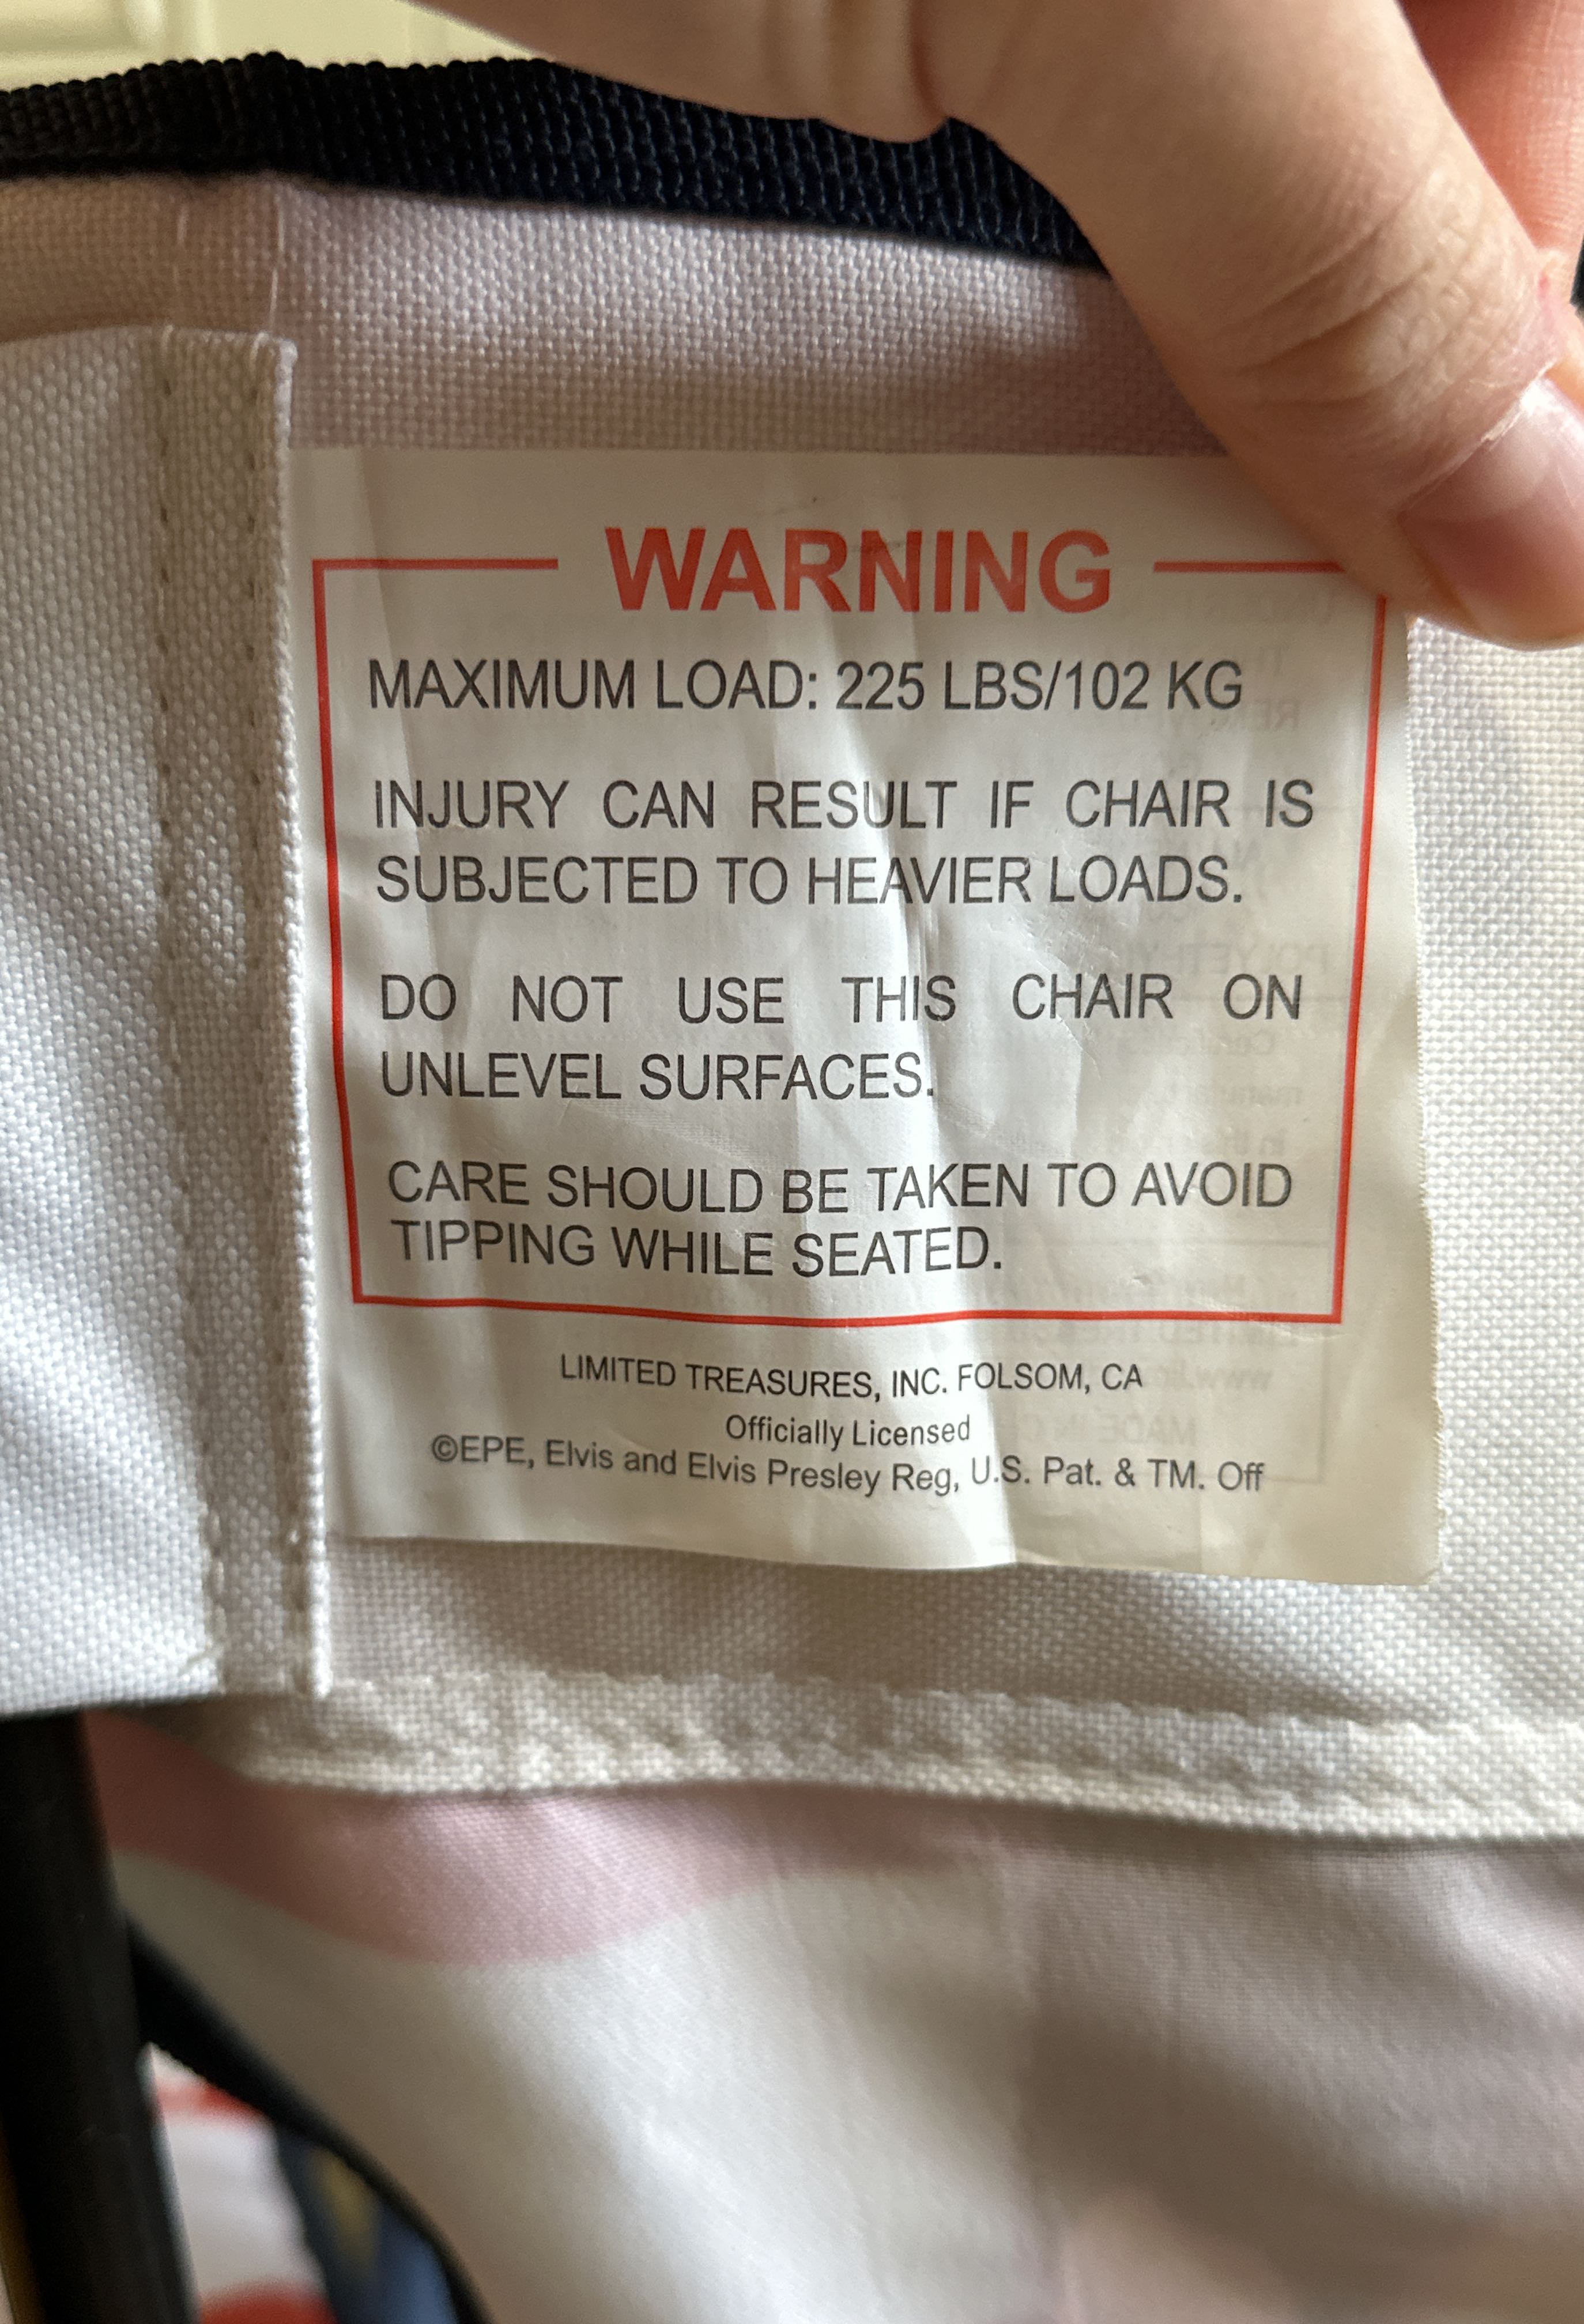 WARNING
MAXIMUM LOAD: 225 LBS/102 KG
INJURY CAN RESULT IF CHAIR IS
SUBJECTED TO HEAVIER LOADS.
DO NOT USE THIS CHAIR ON
UNLEVEL SURFACES.
CARE SHOULD BE TAKEN TO AVOID
TIPPING WHILE SEATED.
LIMITED TREASURES, INC. FOLSOM, CA
Officially Licensed
©EPE, Elvis and Elvis Presley Reg, U.S. Pat. & TM. Off